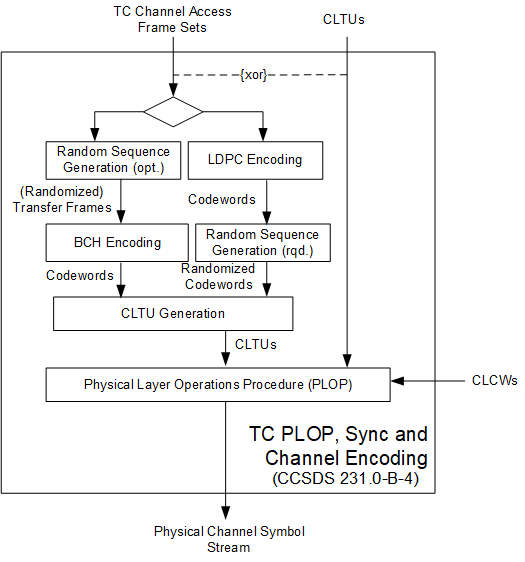 TC Channel Access
Frame Sets
CLTUs
{xor}
Random Sequence
Generation (opt.)
LDPC Encoding
(Randomized)
Transfer Frames
Codewords
BCH Encoding
Random Sequence
Generation (rqd.)
Codewords
Randomized
Codewords
CLTU Generation
CLTUs
Physical Layer Operations Procedure (PLOP)
CLCWs
TC PLOP, Sync and
Channel Encoding
(CCSDS 231.0-B-4)
Physical Channel Symbol
Stream